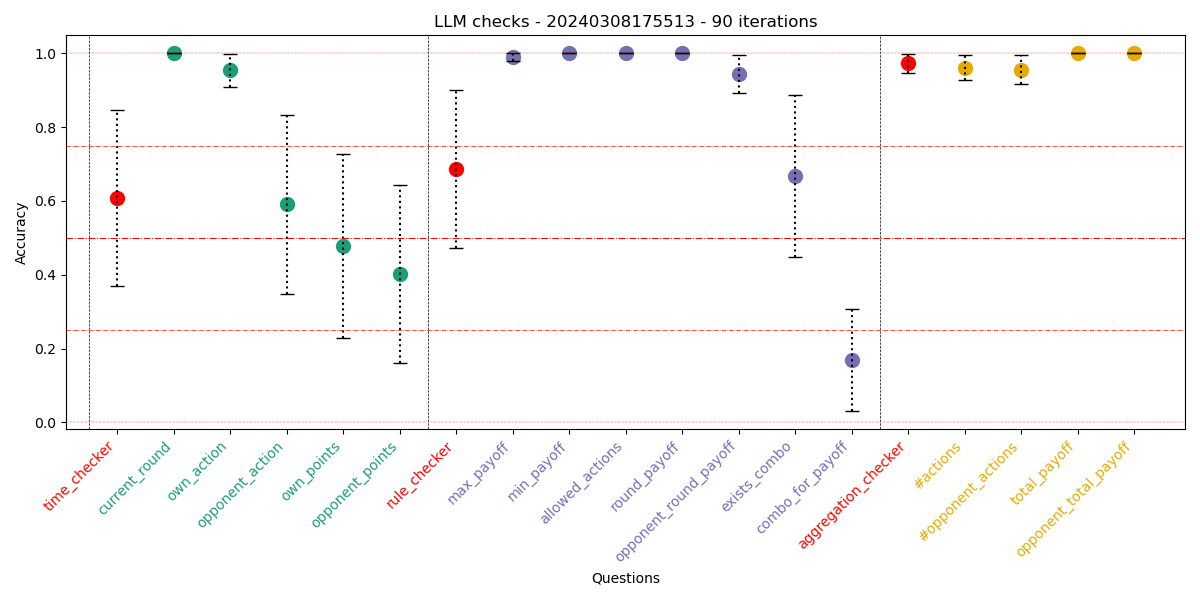 LLM checks - 20240308175513 - 90 iterations
Accuracy
1.0
0.8
0.6
0.4
0.2
0.0
time_checker
current_round
own_action
opponent_action
own_points
opponent_points
rule_checker
max_payoff
min_payoff
allowed_actions
round_payoff
opponent_round_payoff
exists_combo
combo_for_payoff
aggregation_checker
#actions
#opponent_actions
total_payoff
opponent_total_payoff
Questions